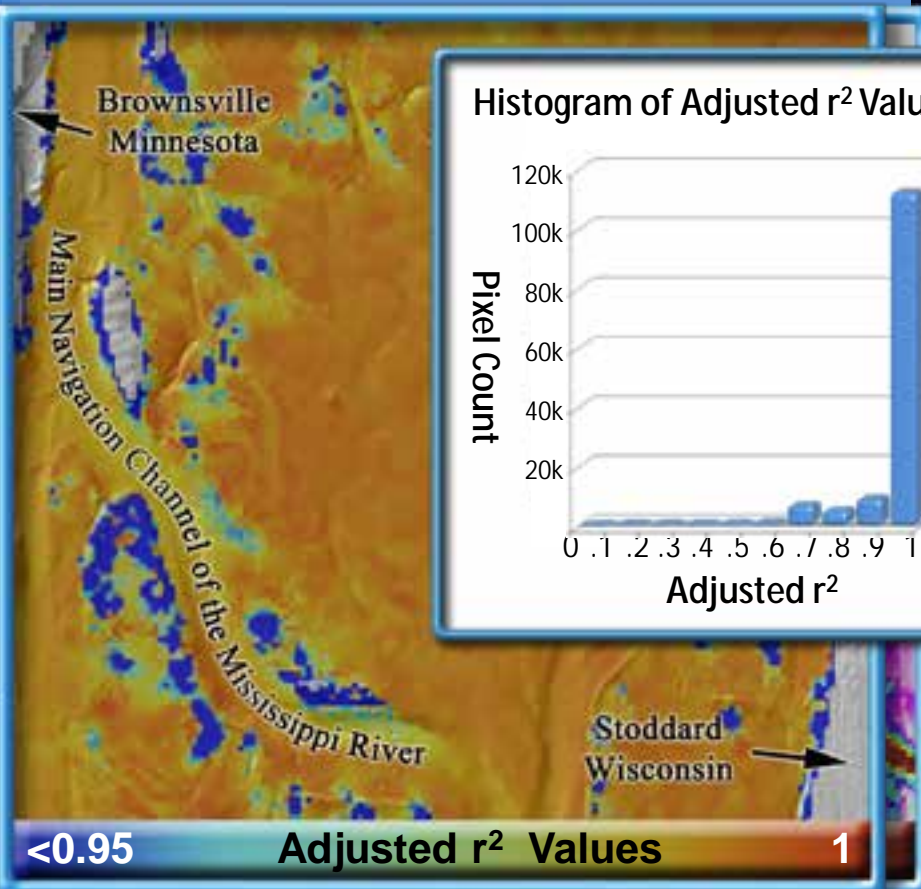 Brownsville
Minnesota
Main Navigation Channel of the Mississippi River
Stoddard
Wisconsin
<0.95 Adjusted r² Values 1
Histogram of Adjusted r² Valu
120k
100k
80k
60k
40k
20k
Pixel Count
0 .1 .2 .3 .4 .5 .6 .7 .8 .9 1
Adjusted r²